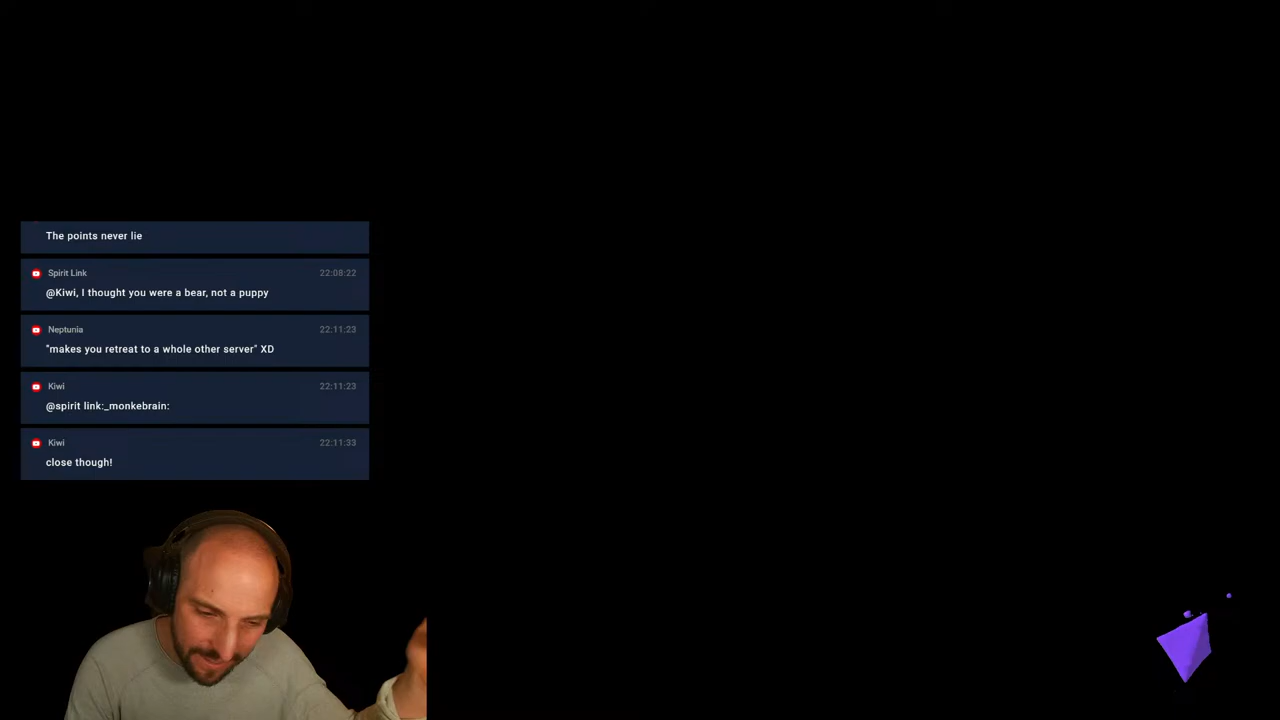 The points never lie
Spirit Link 22:08:22
@Kiwi, I thought you were a bear, not a puppy
Neptunia 22:11:23
"makes you retreat to a whole other server" XD
Kiwi 22:11:23
@spirit link:_monkebrain:
Kiwi 22:11:33
close though!